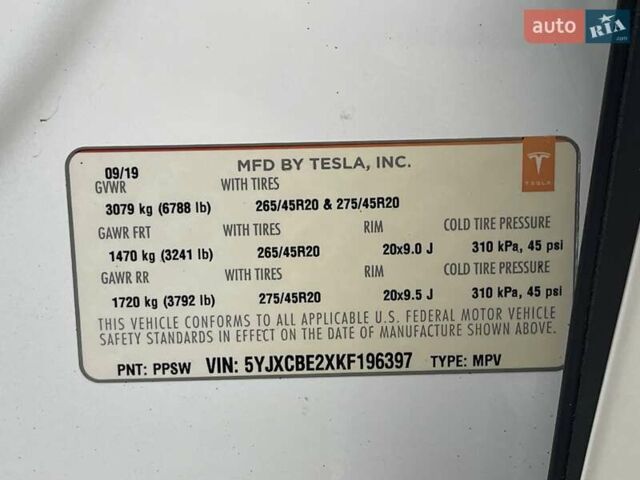 auto RIA.com
MFD BY TESLA, INC.
TESLA
09/19
GVWR WITH TIRES
3079 kg (6788 lb) 265/45R20 & 275/45R20
GAWR FRT WITH TIRES RIM COLD TIRE PRESSURE
1470 kg (3241 lb) 265/45R20 20x9.0 J 310 kPa, 45 psi
GAWR RR WITH TIRES RIM COLD TIRE PRESSURE
1720 kg (3792 lb) 275/45R20 20x9.5 J 310 kPa, 45 psi
THIS VEHICLE CONFORMS TO ALL APPLICABLE U.S. FEDERAL MOTOR VEHICLE
SAFETY STANDARDS IN EFFECT ON THE DATE OF MANUFACTURE SHOWN ABOVE.
PNT: PPSW VIN: 5YJXCBE2XKF196397 TYPE: MPV